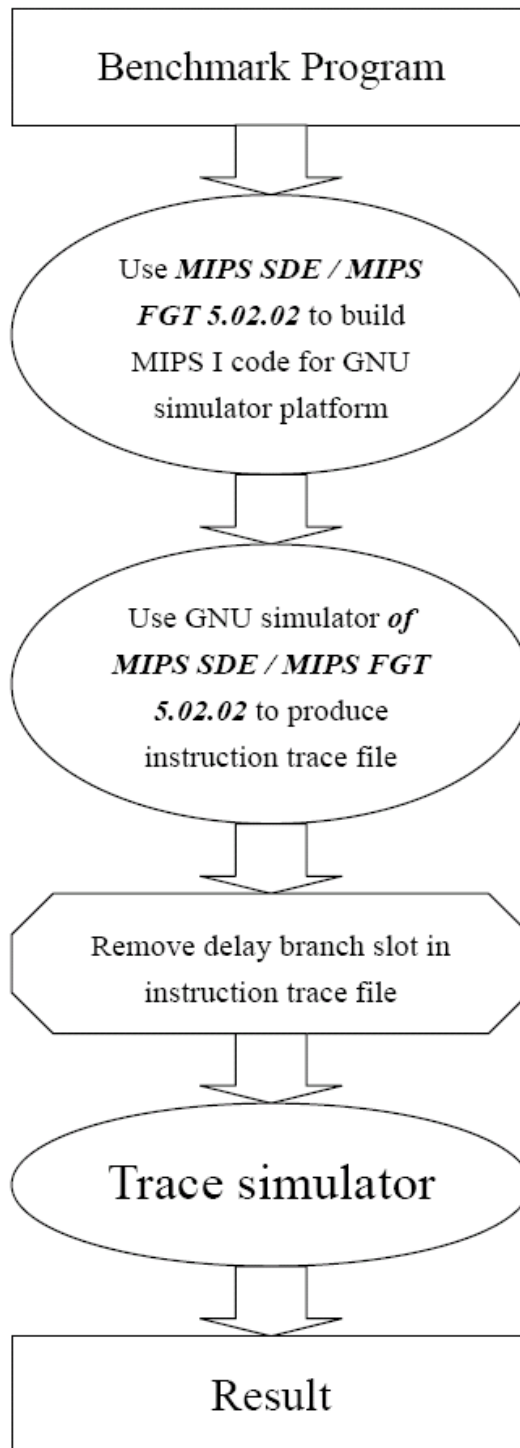 Benchmark Program
Use MIPS SDE / MIPS
FGT 5.02.02 to build
MIPS I code for GNU
simulator platform
Use GNU simulator of
MIPS SDE / MIPS FGT
5.02.02 to produce
instruction trace file
Remove delay branch slot in
instruction trace file
Trace simulator
Result